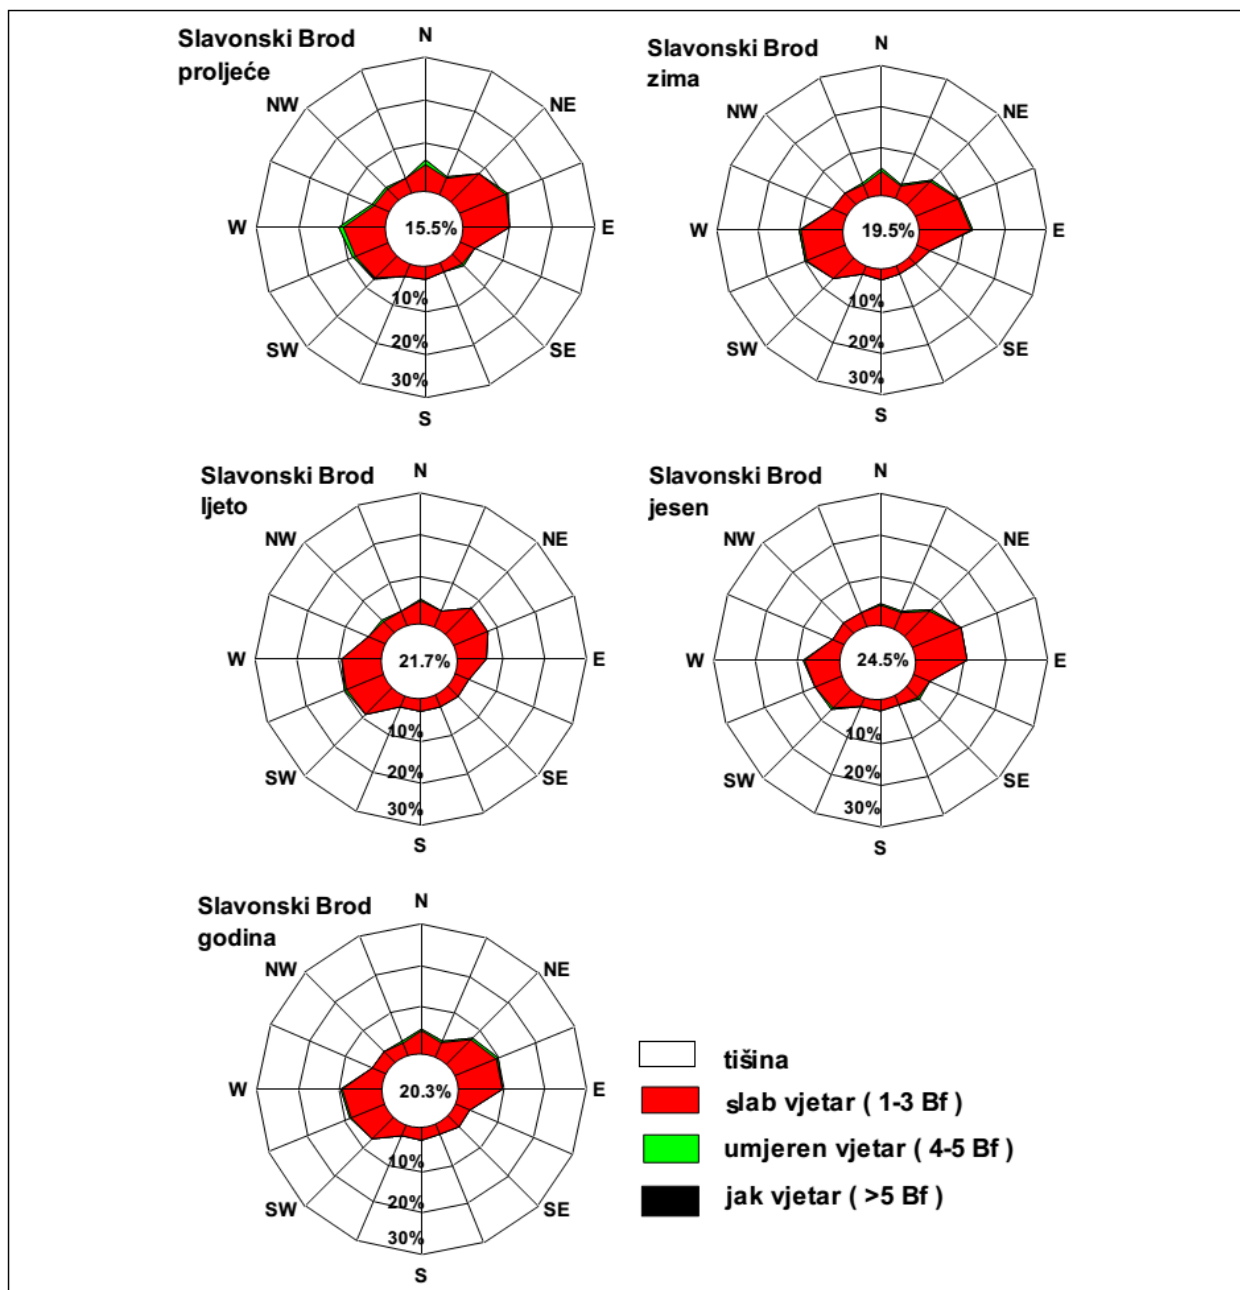 Slavonski Brod
proljeće
N
NE
E
SE
S
SW
W
NW
15.5%
10%
20%
30%
Slavonski Brod
zima
N
NE
E
SE
S
SW
W
NW
19.5%
10%
20%
30%
Slavonski Brod
ljeto
N
NE
E
SE
S
SW
W
NW
21.7%
10%
20%
30%
Slavonski Brod
jesen
N
NE
E
SE
S
SW
W
NW
24.5%
10%
20%
30%
Slavonski Brod
godina
N
NE
E
SE
S
SW
W
NW
20.3%
10%
20%
30%
tišina
slab vjetar ( 1-3 Bf )
umjeren vjetar ( 4-5 Bf )
jak vjetar ( >5 Bf )